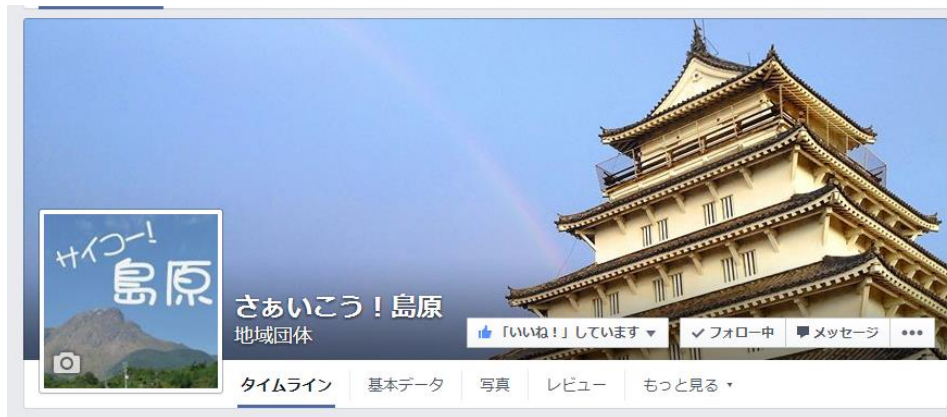 サイコー!
島原
さぁいこう！島原
地域団体
「いいね！」しています
フォロー中
メッセージ
タイムライン
基本データ
写真
レビュー
もっと見る